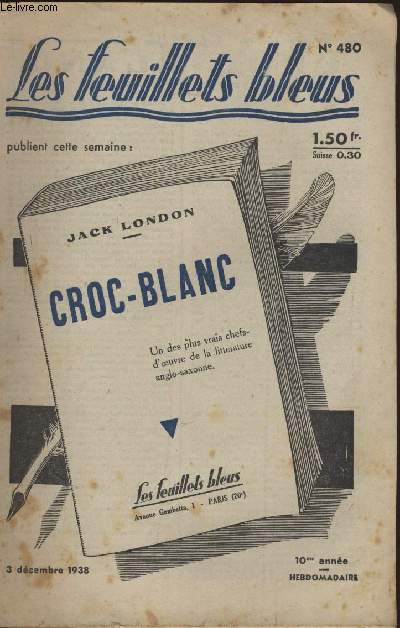 Le-livre.com
N° 480
Les feuillets bleus
publient cette semaine :
1.50 fr.
Suisse 0.30
JACK LONDON
CROC-BLANC
Un des plus vrais chefs-
d'œuvre de la littérature
anglo-saxonne.
Les feuillets bleus
Avenue Gambetta, 1 - PARIS (20e)
3 décembre 1938
10me année
HEBDOMADAIRE